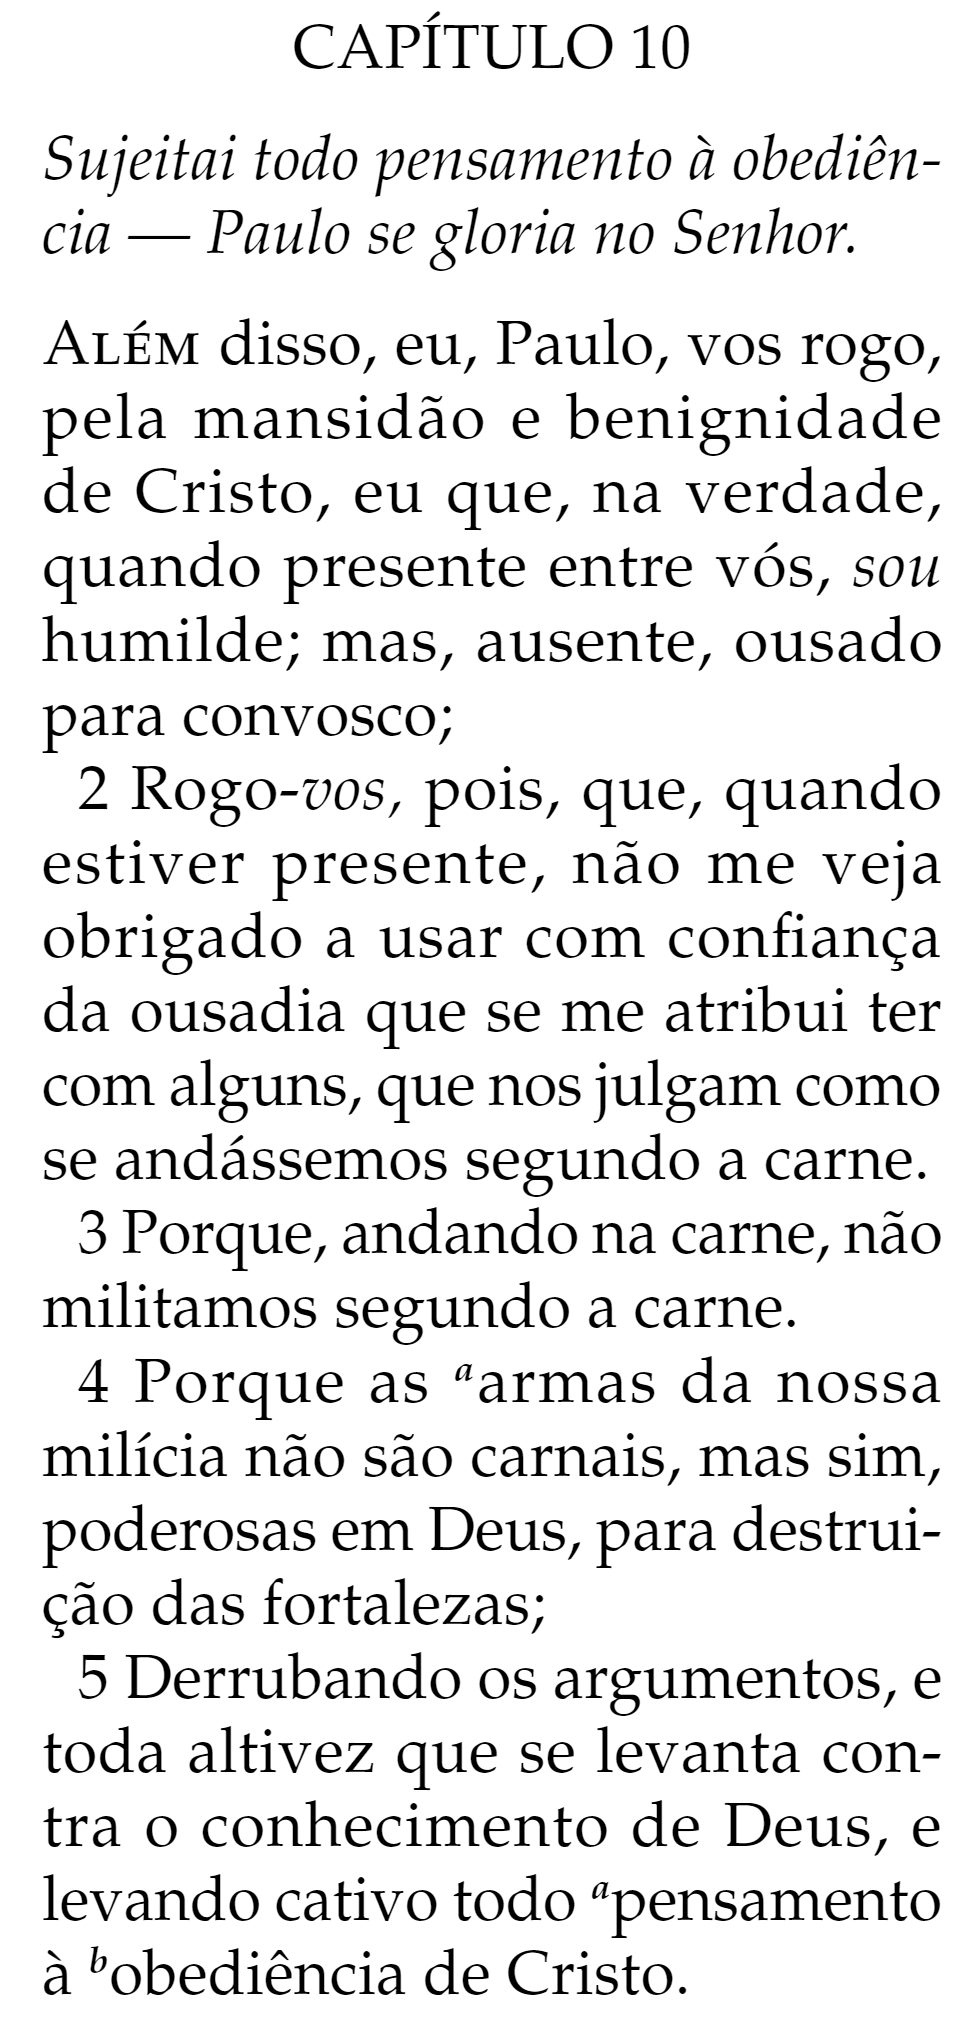 CAPÍTULO 10
Sujeitai todo pensamento à obediên-
cia — Paulo se gloria no Senhor.
ALÉM disso, eu, Paulo, vos rogo,
pela mansidão e benignidade
de Cristo, eu que, na verdade,
quando presente entre vós, sou
humilde; mas, ausente, ousado
para convosco;
2 Rogo-vos, pois, que, quando
estiver presente, não me veja
obrigado a usar com confiança
da ousadia que se me atribui ter
com alguns, que nos julgam como
se andássemos segundo a carne.
3 Porque, andando na carne, não
militamos segundo a carne.
4 Porque as ᵃarmas da nossa
milícia não são carnais, mas sim,
poderosas em Deus, para destrui-
ção das fortalezas;
5 Derrubando os argumentos, e
toda altivez que se levanta con-
tra o conhecimento de Deus, e
levando cativo todo ᵃpensamento
à ᵇobediência de Cristo.